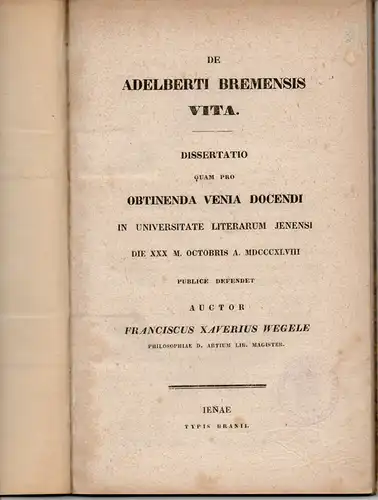 DE
ADELBERTI BREMENSIS
VITA.
DISSERTATIO
QUAM PRO
OBTINENDA VENIA DOCENDI
IN UNIVERSITATE LITERARUM JENENSI
DIE XXX M. OCTOBRIS A. MDCCCXLVIII
PUBLICE DEFENDET
AUCTOR
FRANCISCUS XAVERIUS WEGELE
PHILOSOPHIAE D. ARTIUM LIB. MAGISTER.
IENAE
TYPIS BRANII.